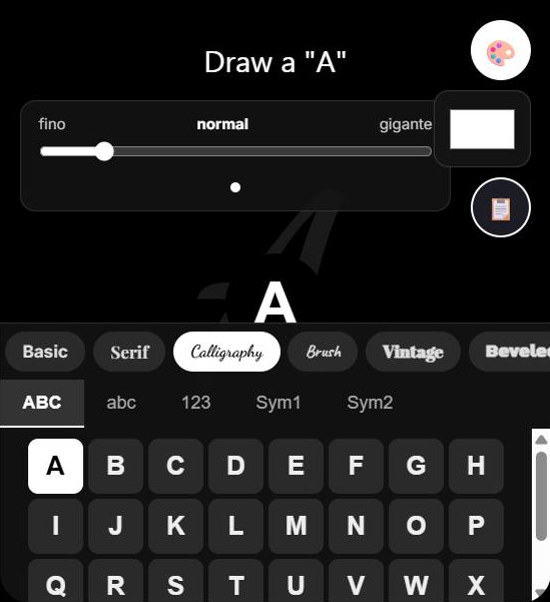 Draw a "A"
fino normal gigante
A
Basic Serif Calligraphy Brush Vintage
ABC abc 123 Sym1 Sym2
A B C D E F G H
I J K L M N O P
Q R S T U V W X